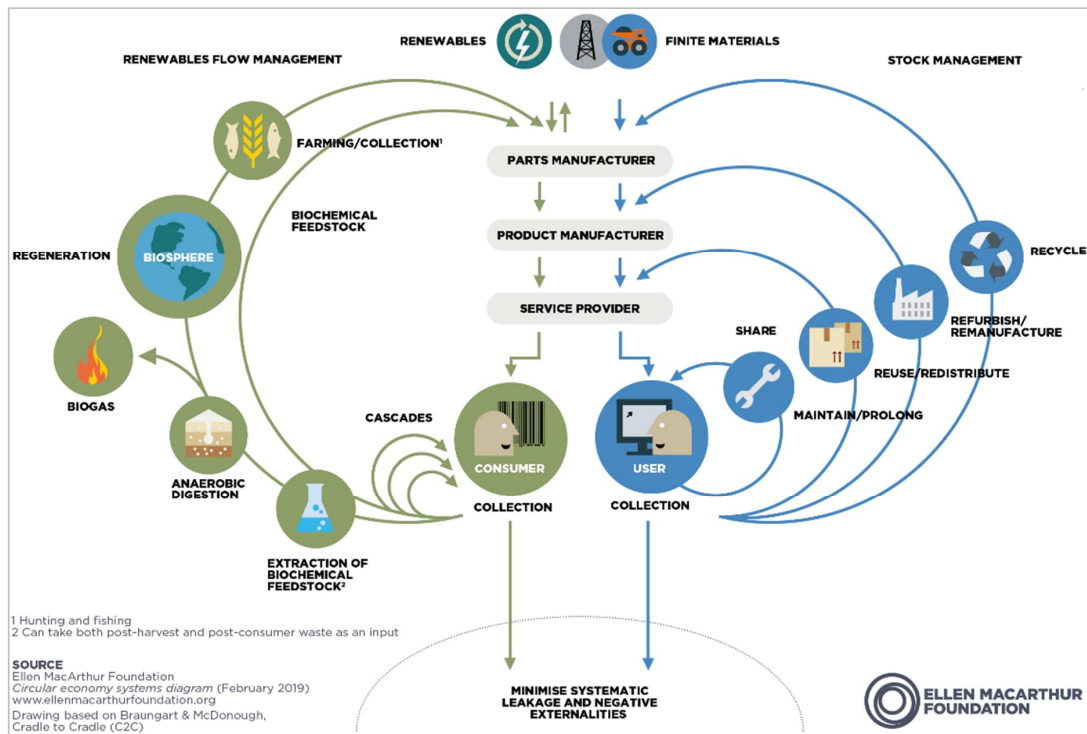 RENEWABLES
FINITE MATERIALS
RENEWABLES FLOW MANAGEMENT
STOCK MANAGEMENT
FARMING/COLLECTION¹
PARTS MANUFACTURER
BIOCHEMICAL
FEEDSTOCK
PRODUCT MANUFACTURER
REGENERATION
BIOSPHERE
RECYCLE
SERVICE PROVIDER
SHARE
REFURBISH/
REMANUFACTURE
REUSE/REDISTRIBUTE
BIOGAS
CASCADES
MAINTAIN/PROLONG
CONSUMER
USER
ANAEROBIC
DIGESTION
COLLECTION
COLLECTION
EXTRACTION OF
BIOCHEMICAL
FEEDSTOCK²
1 Hunting and fishing
2 Can take both post-harvest and post-consumer waste as an input
SOURCE
Ellen MacArthur Foundation
Circular economy systems diagram (February 2019)
www.ellenmacarthurfoundation.org
Drawing based on Braungart & McDonough,
Cradle to Cradle (C2C)
MINIMISE SYSTEMATIC
LEAKAGE AND NEGATIVE
EXTERNALITIES
ELLEN MACARTHUR
FOUNDATION